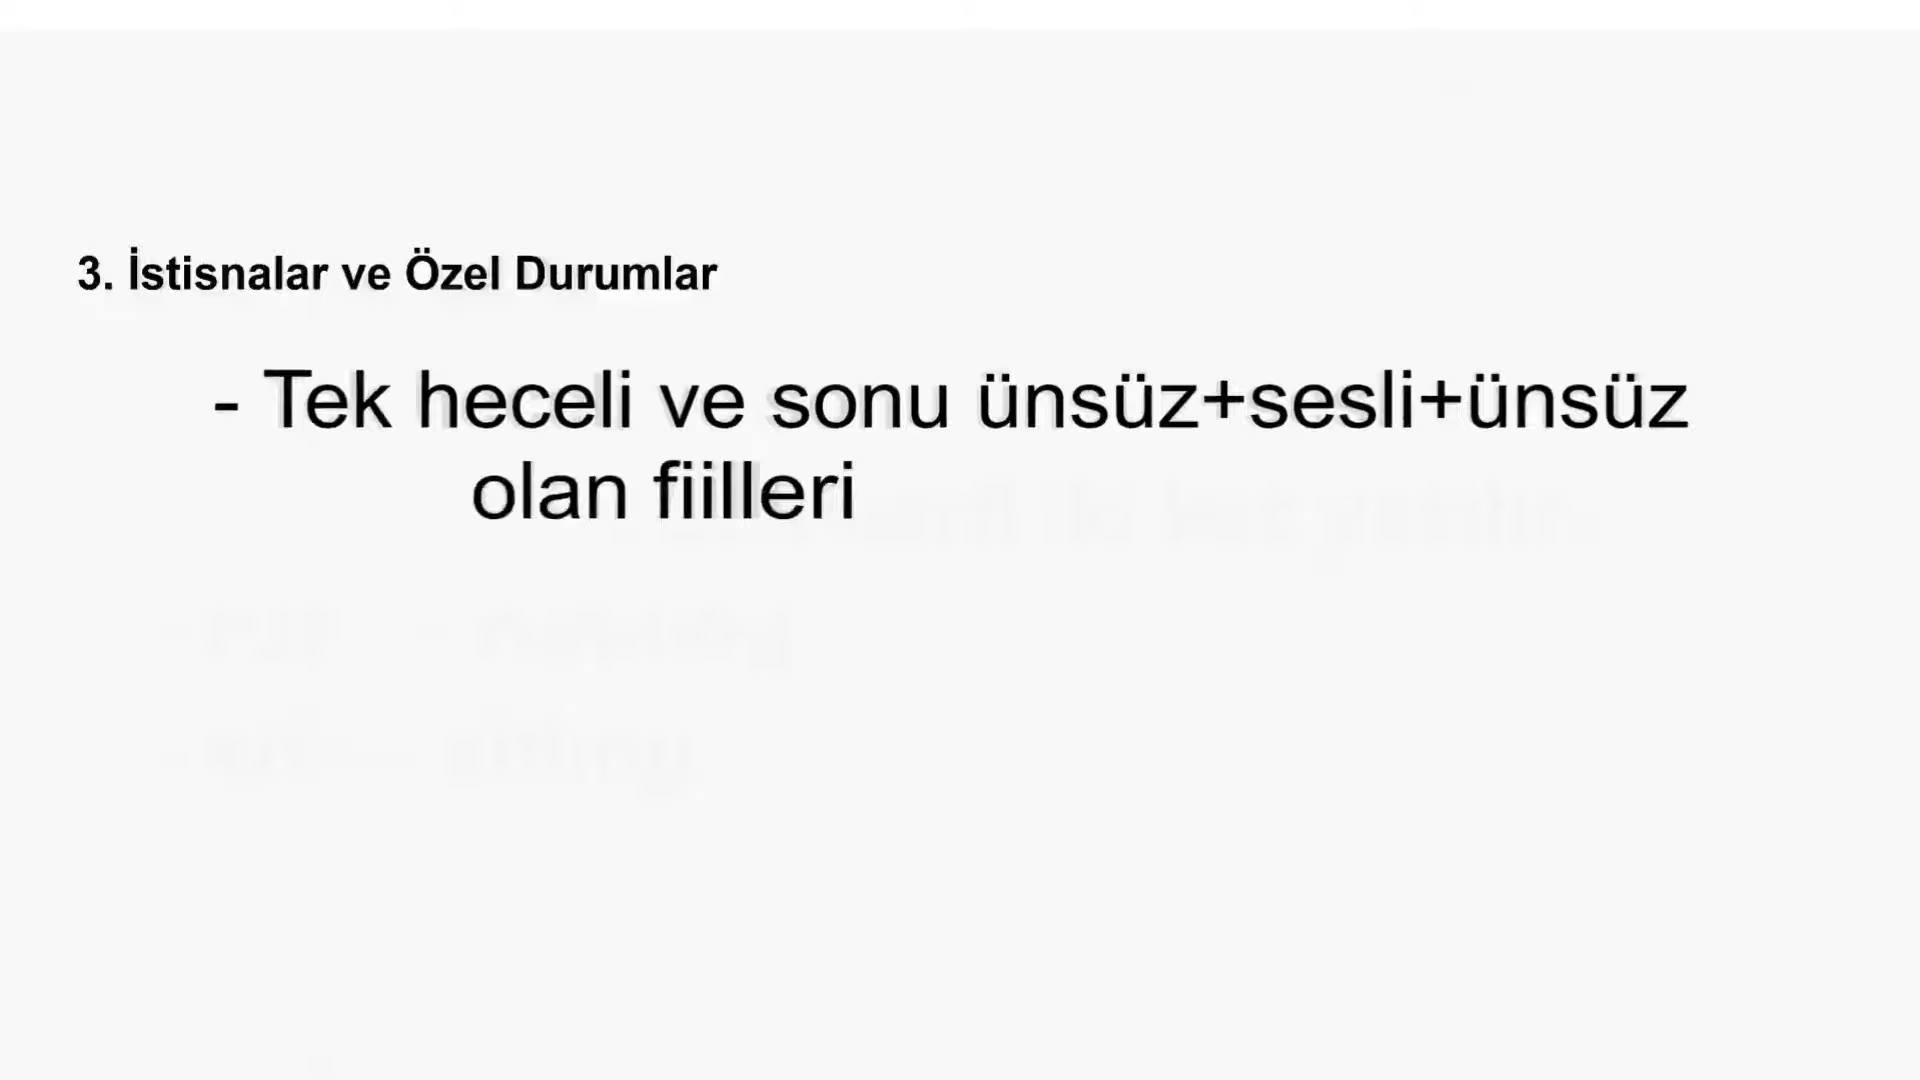 3. İstisnalar ve Özel Durumlar
- Tek heceli ve sonu ünsüz+sesli+ünsüz
olan fiilleri